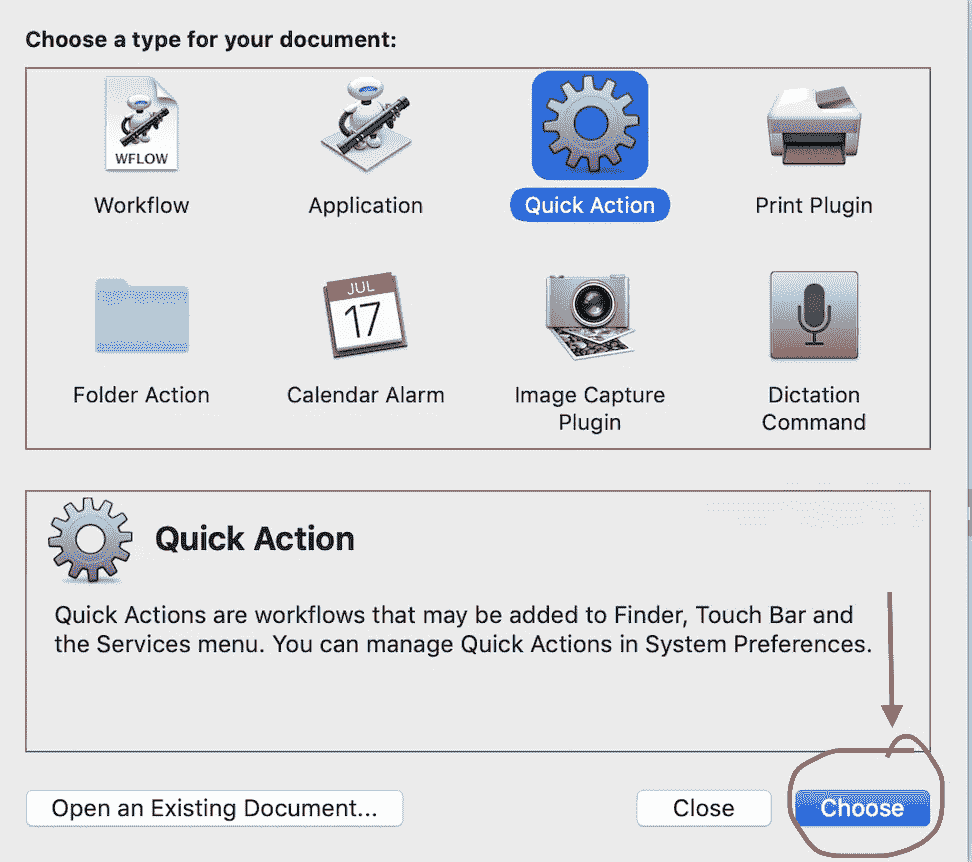 Choose a type for your document:
WFLOW
Workflow
Application
Quick Action
Print Plugin
JUL
17
Folder Action
Calendar Alarm
Image Capture
Plugin
Dictation
Command
Quick Action
Quick Actions are workflows that may be added to Finder, Touch Bar and
the Services menu. You can manage Quick Actions in System Preferences.
Open an Existing Document...
Close
Choose